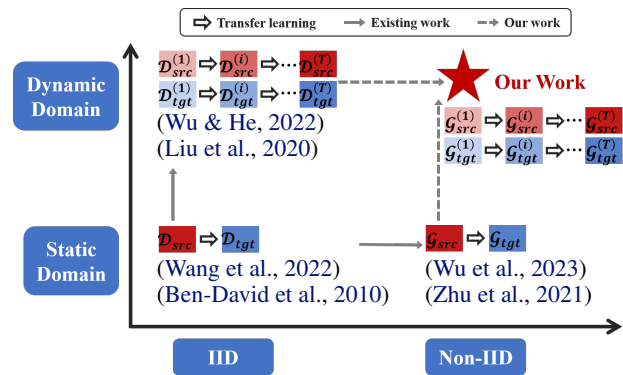 Transfer learning Existing work Our work
Dynamic Domain
𝒟_src^(1) 𝒟_src^(i) ⋯ 𝒟_src^(T)
𝒟_tgt^(1) 𝒟_tgt^(i) ⋯ 𝒟_tgt^(T)
(Wu & He, 2022)
(Liu et al., 2020)
Our Work
𝒢_src^(1) 𝒢_src^(i) ⋯ 𝒢_src^(T)
𝒢_tgt^(1) 𝒢_tgt^(i) ⋯ 𝒢_tgt^(T)
Static Domain
𝒟_src 𝒟_tgt
(Wang et al., 2022)
(Ben-David et al., 2010)
𝒢_src 𝒢_tgt
(Wu et al., 2023)
(Zhu et al., 2021)
IID
Non-IID